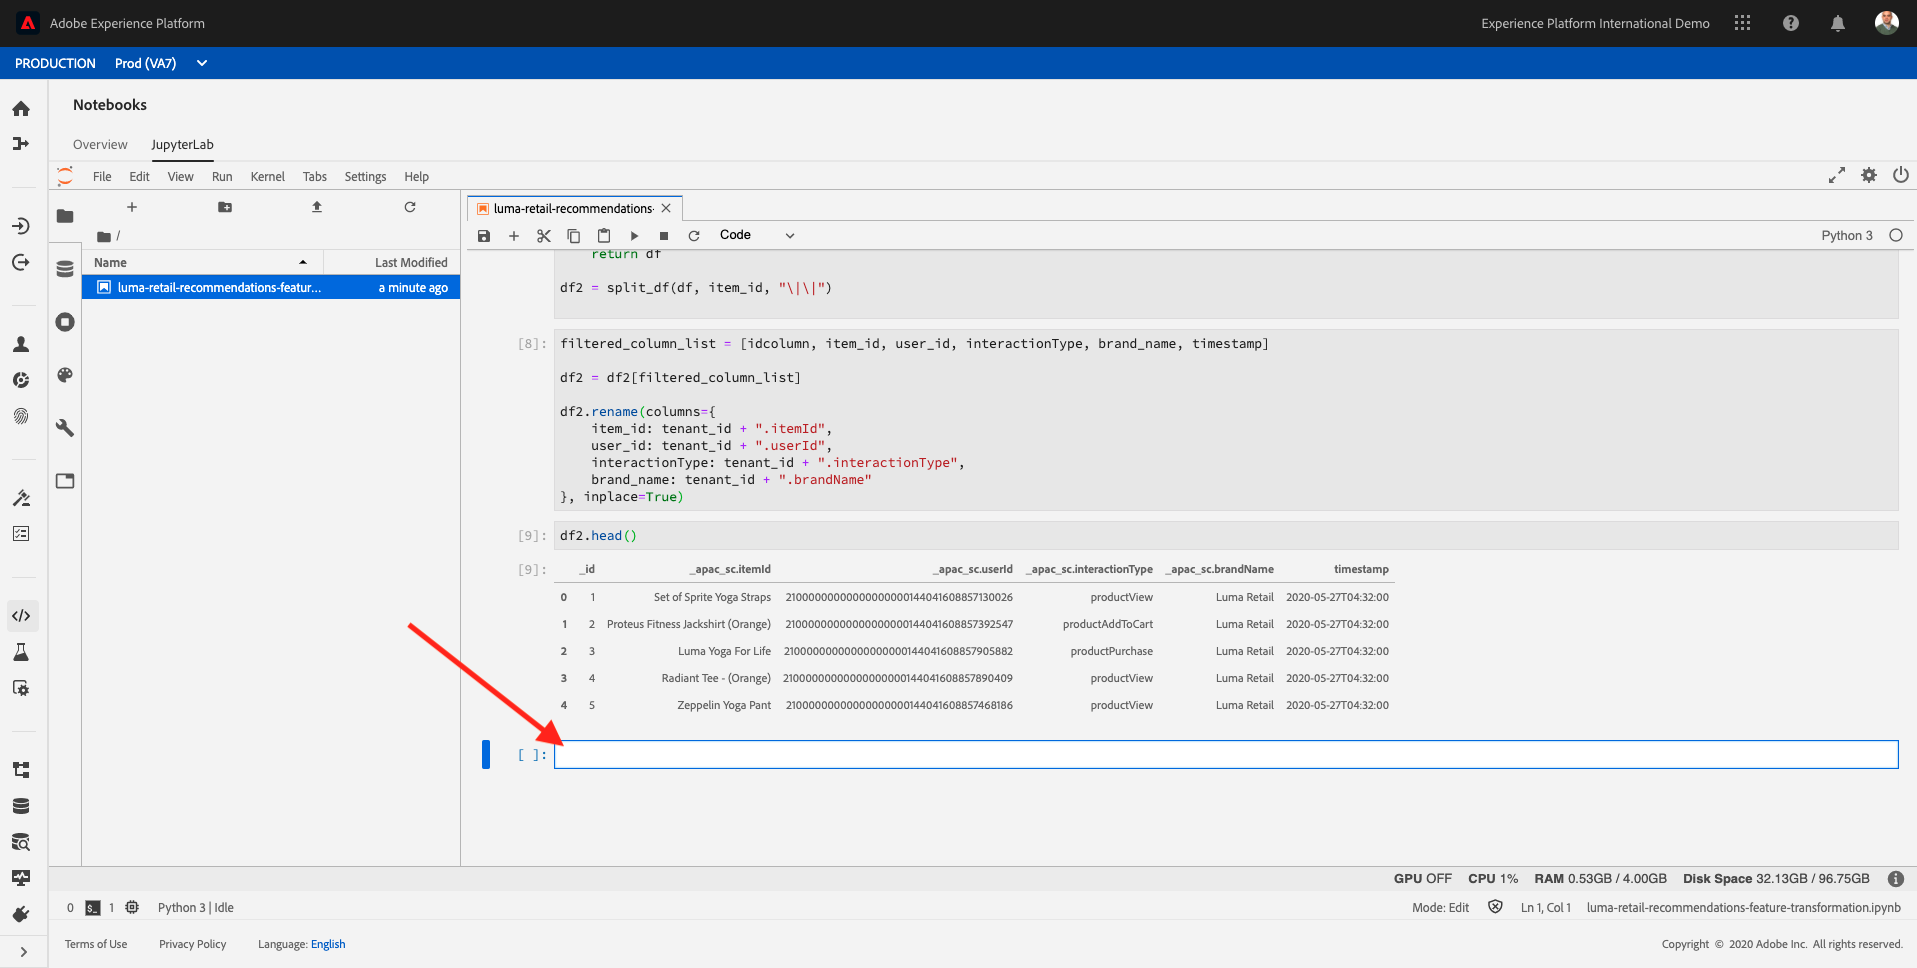 Adobe Experience Platform
Experience Platform International Demo
PRODUCTION Prod (VA7)
Notebooks
Overview JupyterLab
File Edit View Run Kernel Tabs Settings Help
luma-retail-recommendations-
/
Code
Python 3
Name Last Modified
luma-retail-recommendations-featur... a minute ago
return df
df2 = split_df(df, item_id, "\|\|")
[8]: filtered_column_list = [idcolumn, item_id, user_id, interactionType, brand_name, timestamp]
df2 = df2[filtered_column_list]
df2.rename(columns={
item_id: tenant_id + ".itemId",
user_id: tenant_id + ".userId",
interactionType: tenant_id + ".interactionType",
brand_name: tenant_id + ".brandName"
}, inplace=True)
[9]: df2.head()
[9]: _id _apac_sc.itemId _apac_sc.userId _apac_sc.interactionType _apac_sc.brandName timestamp
0 1 Set of Sprite Yoga Straps productView Luma Retail 2020-05-27T04:32:00
1 2 Proteus Fitness Jackshirt (Orange) productAddToCart Luma Retail 2020-05-27T04:32:00
2 3 Luma Yoga For Life productPurchase Luma Retail 2020-05-27T04:32:00
3 4 Radiant Tee - (Orange) productView Luma Retail 2020-05-27T04:32:00
4 5 Zeppelin Yoga Pant productView Luma Retail 2020-05-27T04:32:00
[ ]:
GPU OFF CPU 1% RAM 0.53GB / 4.00GB Disk Space 32.13GB / 96.75GB
0 $_ 1 Python 3 | Idle
Mode: Edit Ln 1, Col 1 luma-retail-recommendations-feature-transformation.ipynb
Terms of Use Privacy Policy Language: English
Copyright © 2020 Adobe Inc. All rights reserved.